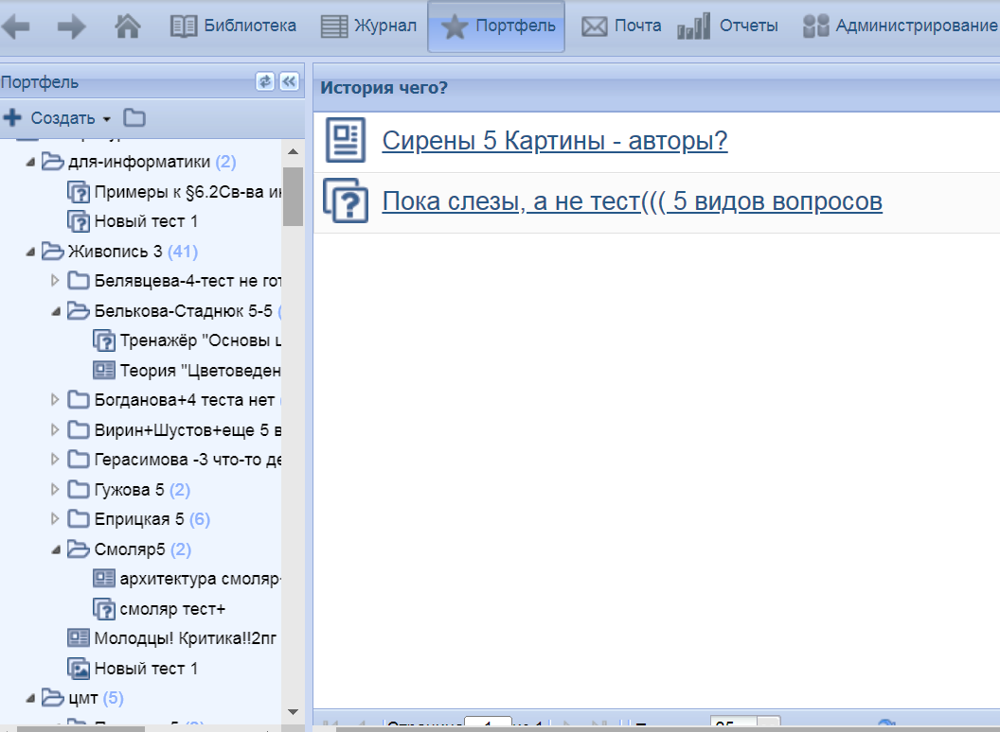 Библиотека Журнал Портфель Почта Отчеты Администрирование
Портфель
Создать
для-информатики (2)
Примеры к §6.2Св-ва ин
Новый тест 1
Живопись 3 (41)
Белявцева-4-тест не гот
Белькова-Стаднюк 5-5 (
Тренажёр "Основы ц
Теория "Цветоведен
Богданова+4 теста нет (
Вирин+Шустов+еще 5 в
Герасимова -3 что-то де
Гужова 5 (2)
Еприцкая 5 (6)
Смоляр5 (2)
архитектура смоляр-
смоляр тест+
Молодцы! Критика!!2пг
Новый тест 1
цмт (5)
История чего?
Сирены 5 Картины - авторы?
Пока слезы, а не тест((( 5 видов вопросов